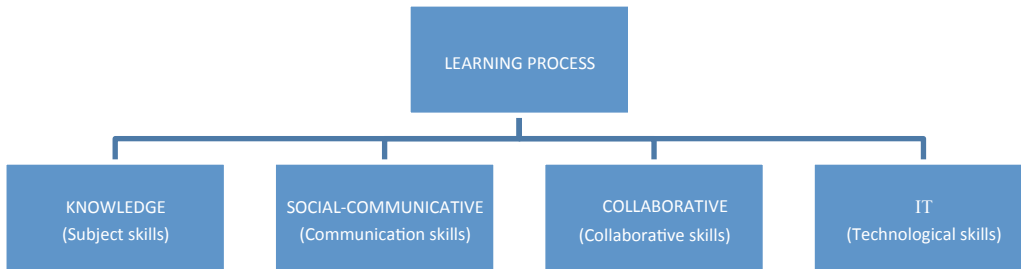 LEARNING PROCESS
KNOWLEDGE
(Subject skills)
SOCIAL-COMMUNICATIVE
(Communication skills)
COLLABORATIVE
(Collaborative skills)
IT
(Technological skills)